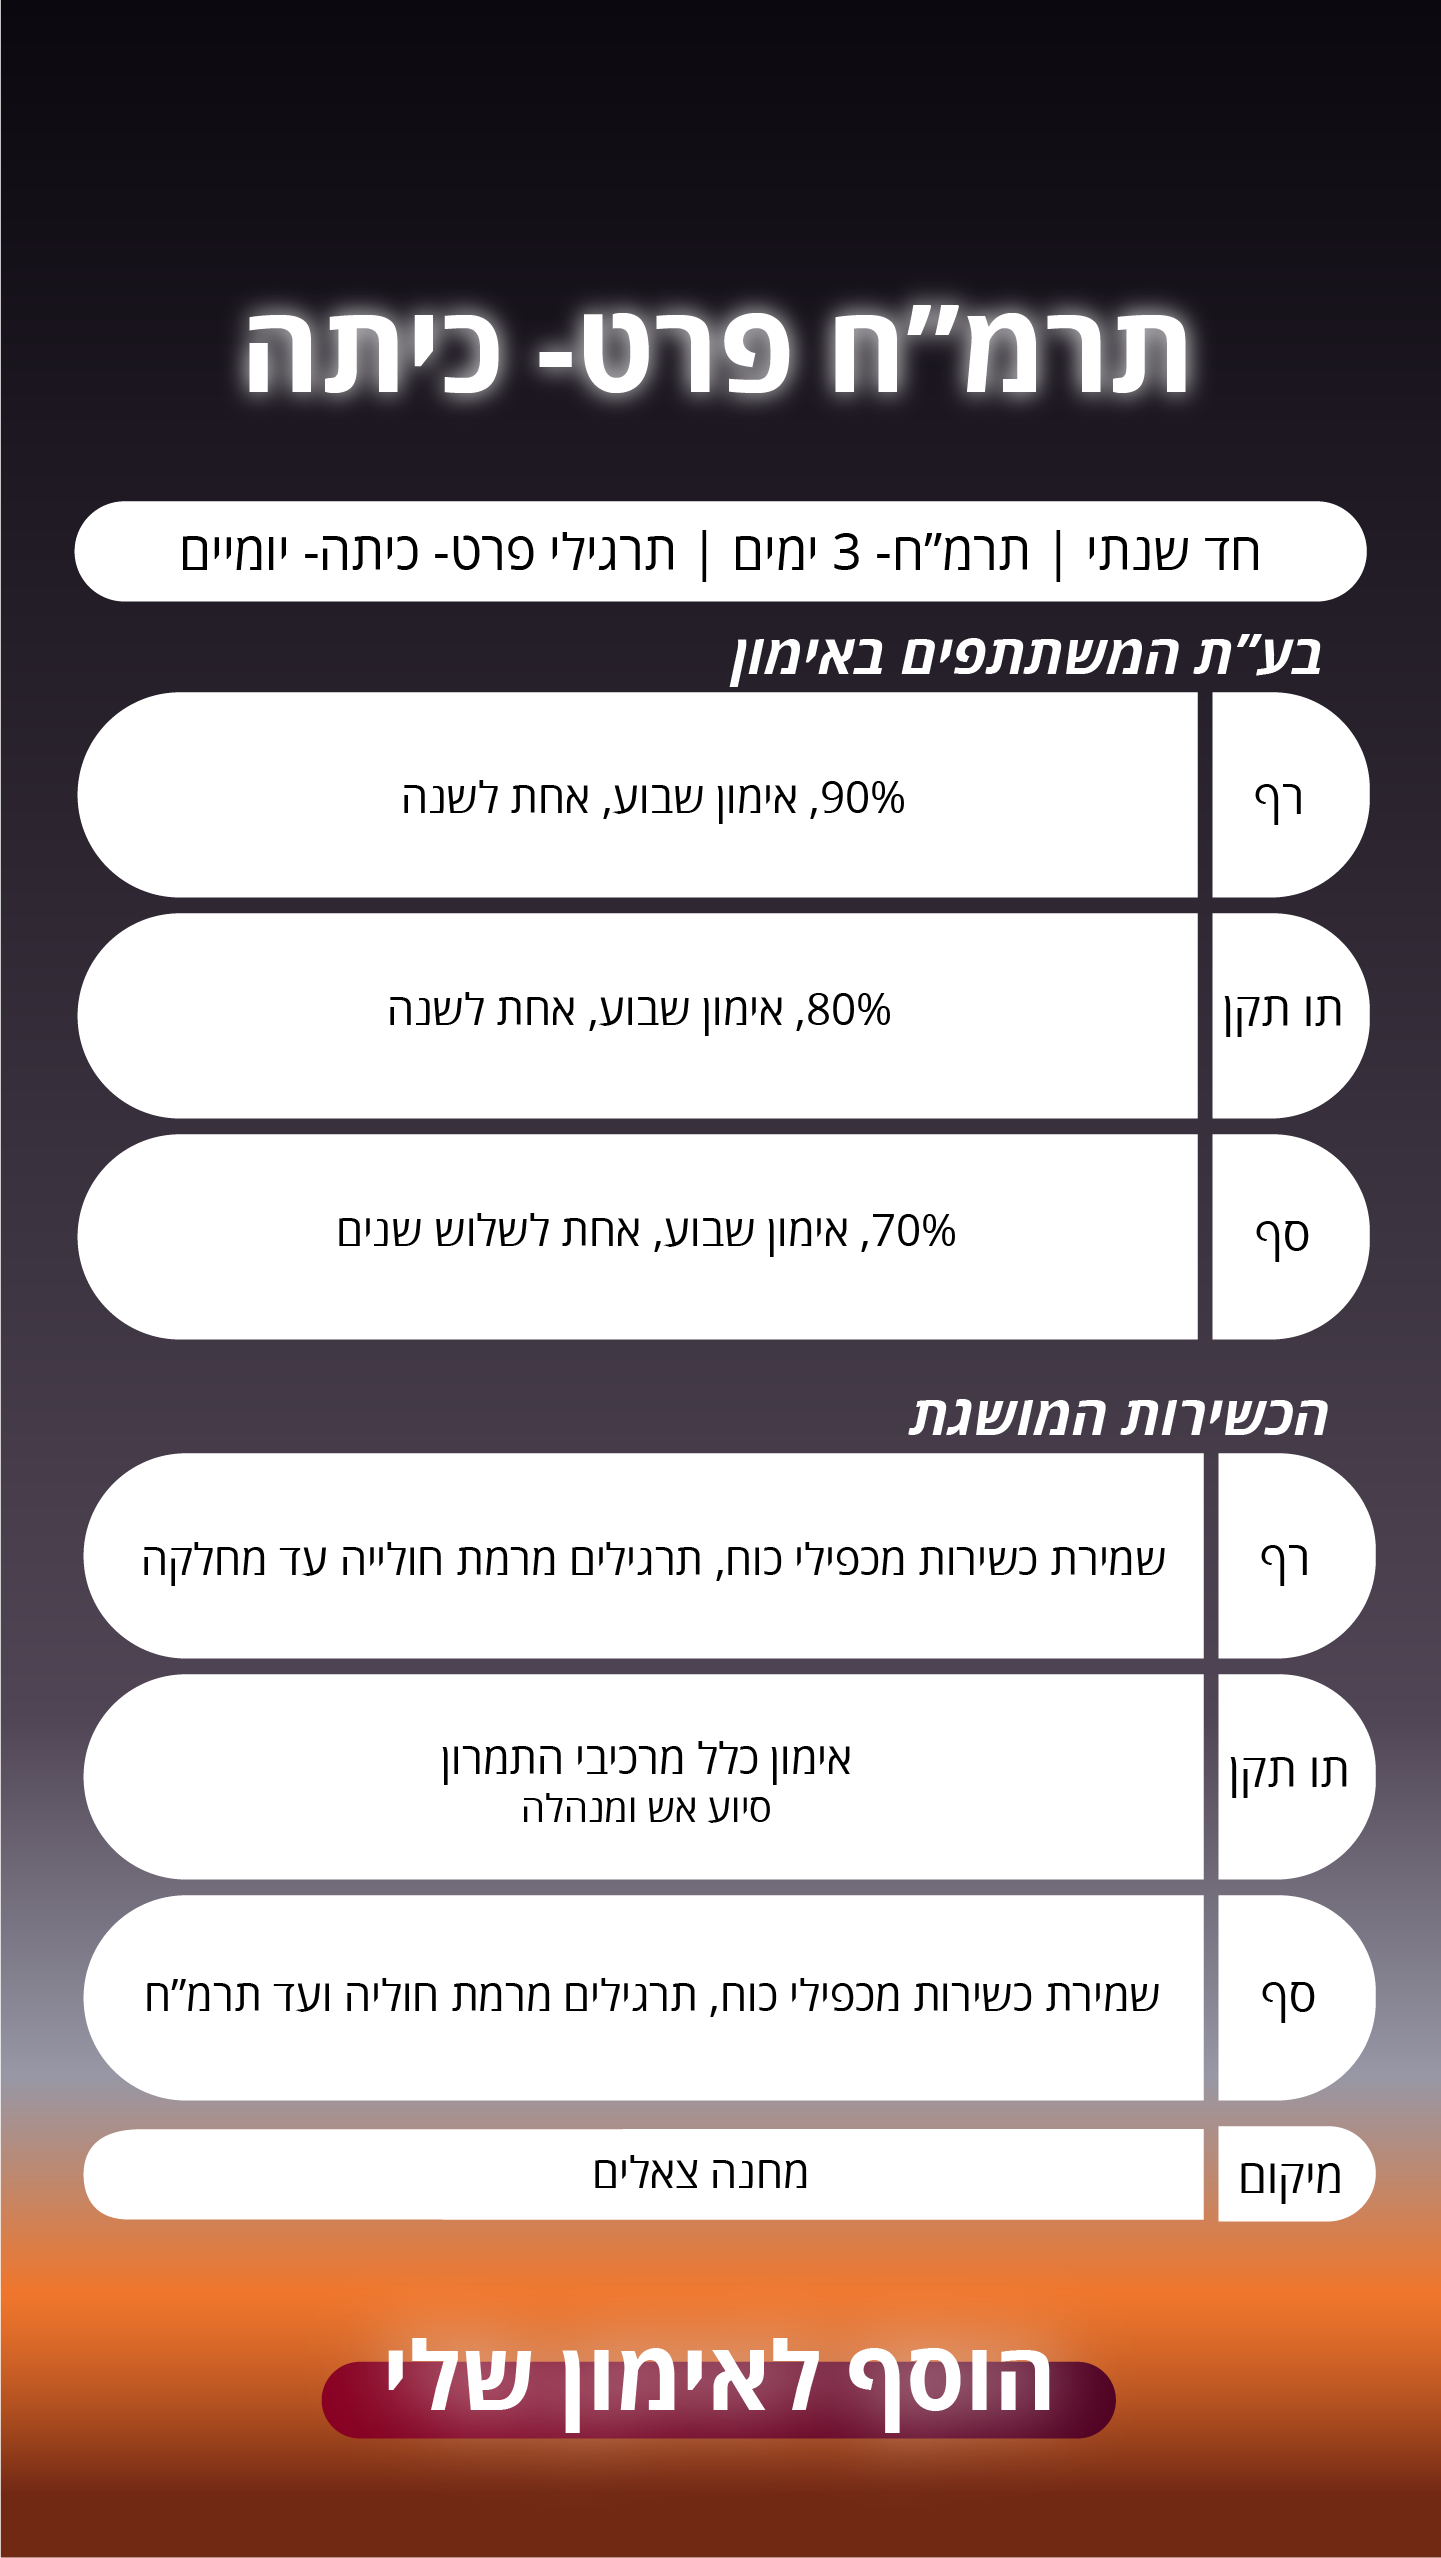 תרמ"ח פרט- כיתה
חד שנתי | תרמ"ח- 3 ימים | תרגילי פרט- כיתה- יומיים
בע"ת המשתתפים באימון
רף
90%, אימון שבוע, אחת לשנה
תו תקן
80%, אימון שבוע, אחת לשנה
סף
70%, אימון שבוע, אחת לשלוש שנים
הכשירות המושגת
רף
שמירת כשירות מכפילי כוח, תרגילים מרמת חולייה עד מחלקה
תו תקן
אימון כלל מרכיבי התמרון
סיוע אש ומנהלה
סף
שמירת כשירות מכפילי כוח, תרגילים מרמת חוליה ועד תרמ"ח
מיקום
מחנה צאלים
הוסף לאימון שלי